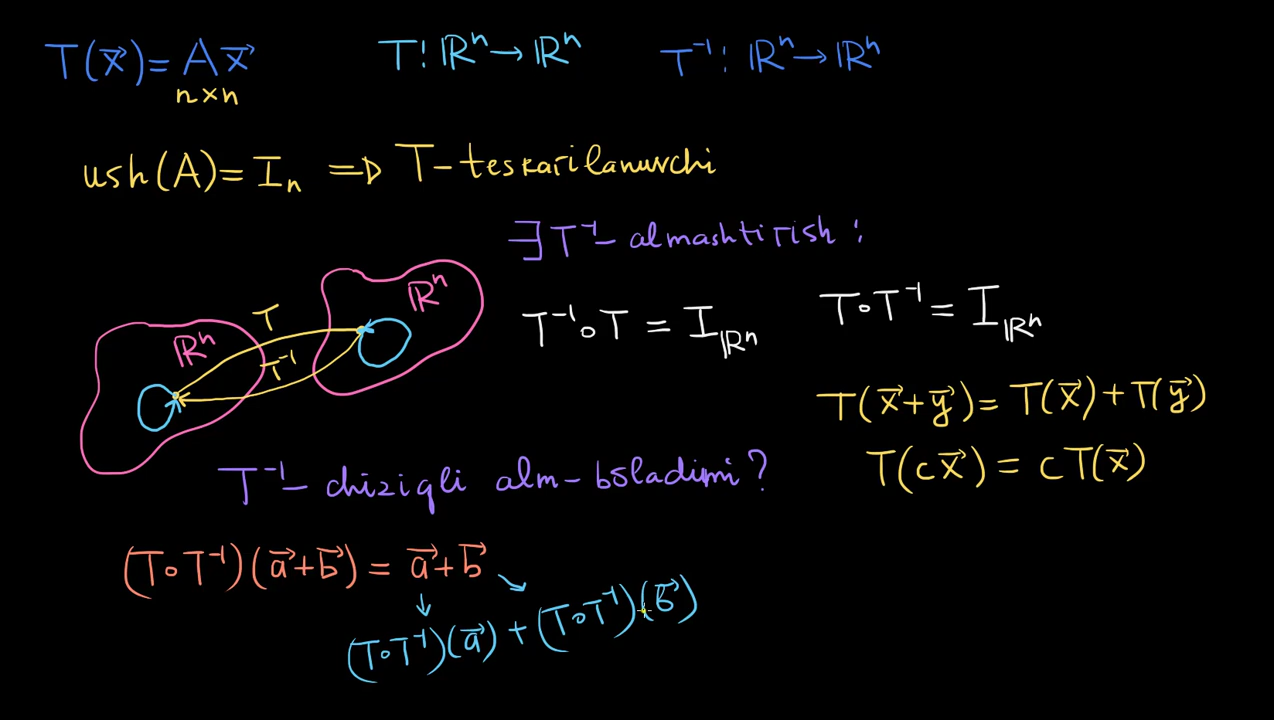 T(x⃗) = Ax⃗ T: ℝⁿ → ℝⁿ T⁻¹: ℝⁿ → ℝⁿ
n×n
ush(A) = Iₙ ⇒ T-teskarilanuvchi
∃ T⁻¹- almashtirish:
ℝⁿ
T
ℝⁿ
T⁻¹
T⁻¹∘T = I_ℝⁿ T∘T⁻¹ = I_ℝⁿ
T(x⃗+y⃗) = T(x⃗)+T(y⃗)
T(cx⃗) = cT(x⃗)
T⁻¹- chiziqli alm-boladimi?
(T∘T⁻¹)(a⃗+b⃗) = a⃗+b⃗
(T∘T⁻¹)(a⃗) + (T∘T⁻¹)(b⃗)